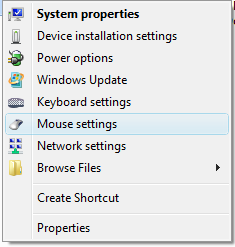 System properties
Device installation settings
Power options
Windows Update
Keyboard settings
Mouse settings
Network settings
Browse Files
Create Shortcut
Properties